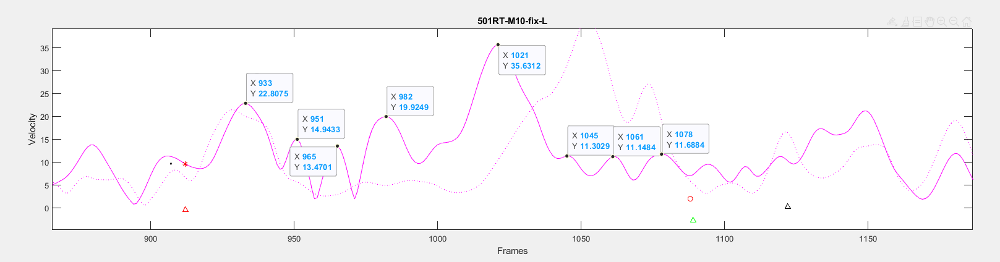 501RT-M10-fix-L
Velocity
35
30
25
20
15
10
5
0
X 933
Y 22.8075
X 951
Y 14.9433
X 965
Y 13.4701
X 982
Y 19.9249
X 1021
Y 35.6312
X 1045
Y 11.3029
X 1061
Y 11.1484
X 1078
Y 11.6884
900 950 1000 1050 1100 1150
Frames